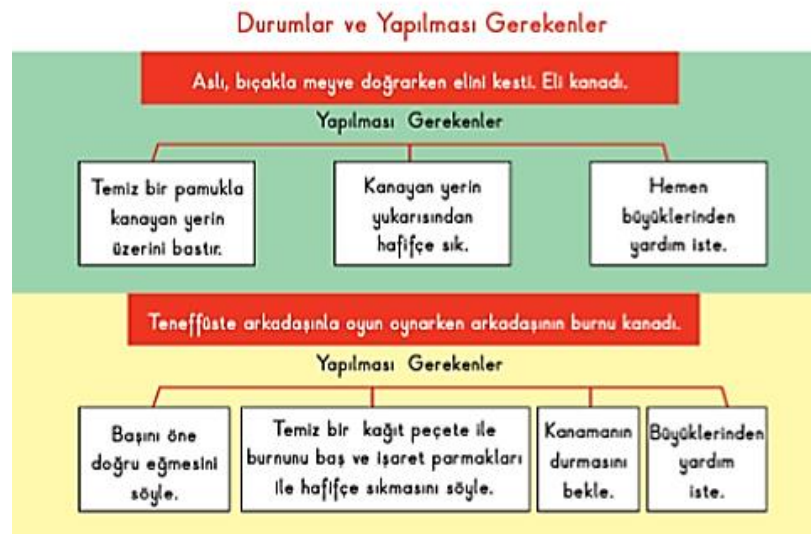 Durumlar ve Yapılması Gerekenler
Aslı, bıçakla meyve doğrarken elini kesti. Eli kanadı.
Yapılması Gerekenler
Temiz bir pamukla
kanayan yerin
üzerini bastır.
Kanayan yerin
yukarısından
hafifçe sık.
Hemen
büyüklerinden
yardım iste.
Teneffüste arkadaşınla oyun oynarken arkadaşının burnu kanadı.
Yapılması Gerekenler
Başını öne
doğru eğmesini
söyle.
Temiz bir kağıt peçete ile
burnunu baş ve işaret parmakları
ile hafifçe sıkmasını söyle.
Kanamanın
durmasını
bekle.
Büyüklerinden
yardım
iste.